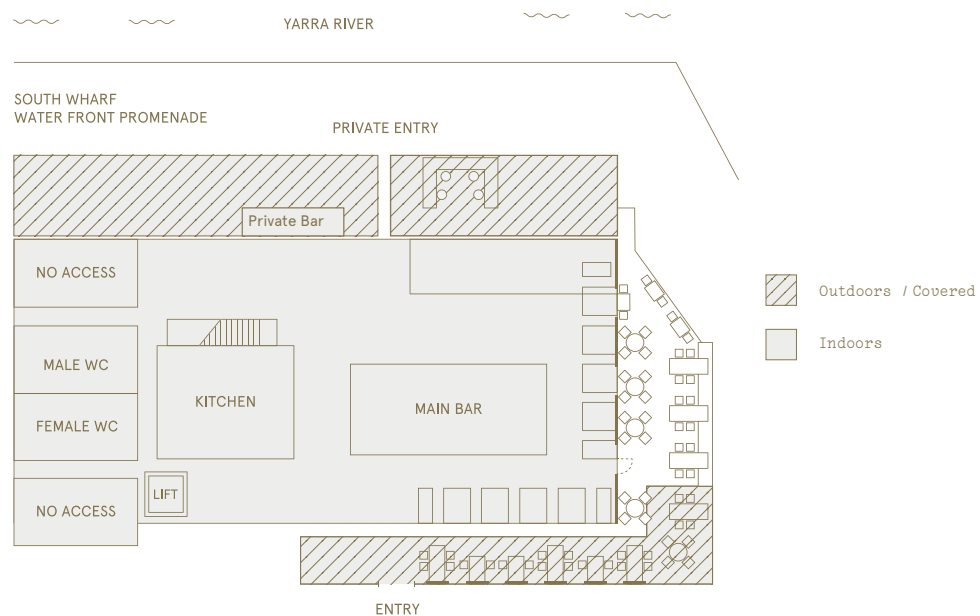 YARRA RIVER
SOUTH WHARF
WATER FRONT PROMENADE
PRIVATE ENTRY
Private Bar
NO ACCESS
Outdoors / Covered
Indoors
MALE WC
KITCHEN
MAIN BAR
FEMALE WC
LIFT
NO ACCESS
ENTRY